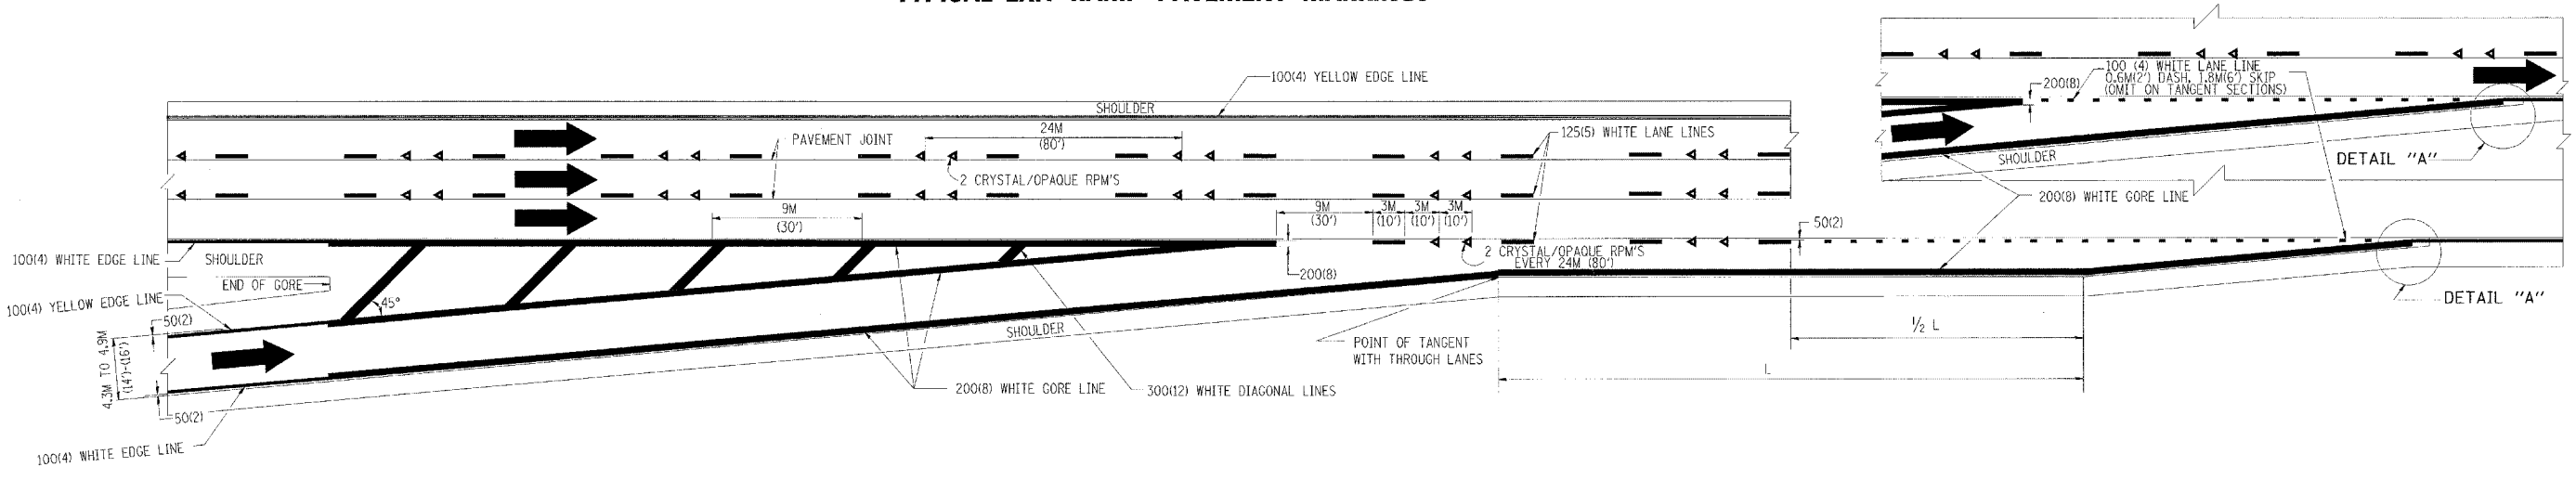 100(4) YELLOW EDGE LINE
SHOULDER
24M
(80')
PAVEMENT JOINT
125(5) WHITE LANE LINES
2 CRYSTAL/OPAQUE RPM'S
9M
(30')
9M
(30')
3M
(10')
3M
(10')
3M
(10')
50(2)
100(4) WHITE EDGE LINE
SHOULDER
END OF GORE
100(4) YELLOW EDGE LINE
45°
200(8)
2 CRYSTAL/OPAQUE RPM'S
EVERY 24M (80')
50(2)
4.3M TO 4.9M
(14')-(16')
50(2)
SHOULDER
POINT OF TANGENT
WITH THROUGH LANES
½ L
L
200(8) WHITE GORE LINE
300(12) WHITE DIAGONAL LINES
100(4) WHITE EDGE LINE
100 (4) WHITE LANE LINE
0.6M(2') DASH, 1.8M(6') SKIP
(OMIT ON TANGENT SECTIONS)
200(8)
SHOULDER
DETAIL "A"
200(8) WHITE GORE LINE
DETAIL "A"